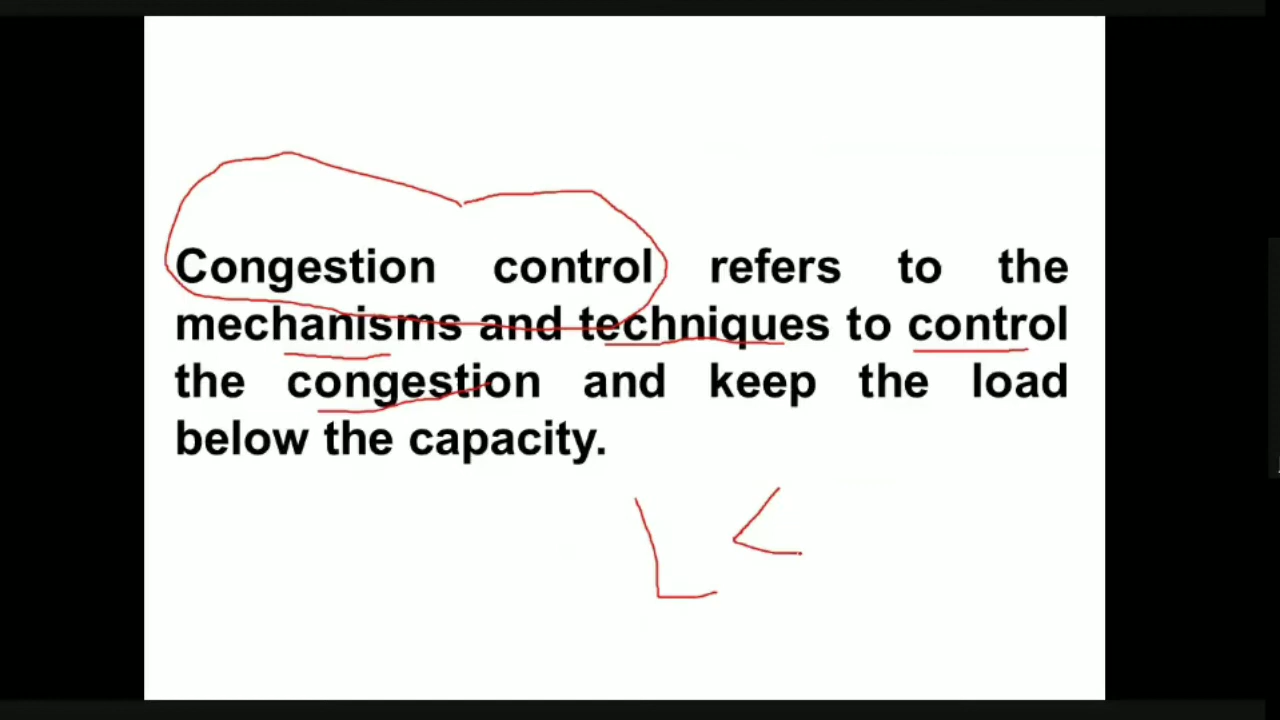 Congestion control refers to the
mechanisms and techniques to control
the congestion and keep the load
below the capacity.
L <